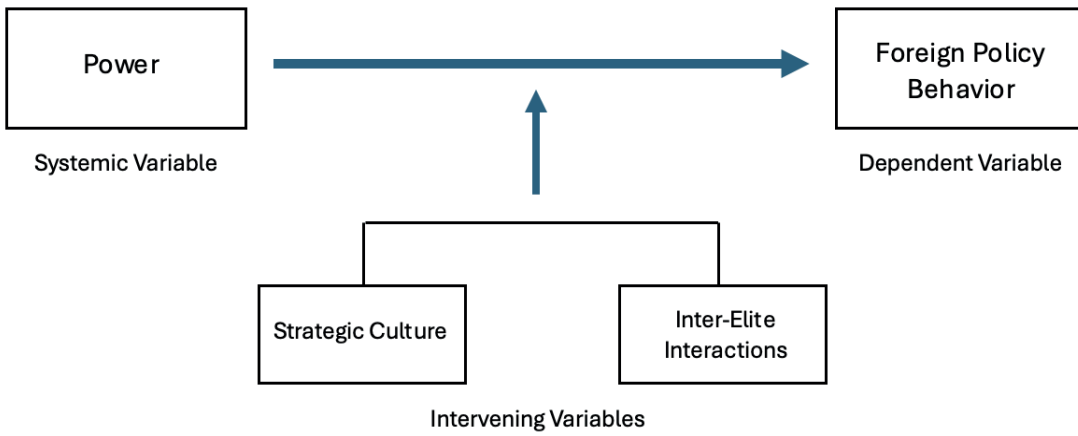 Power
Foreign Policy
Behavior
Systemic Variable
Dependent Variable
Strategic Culture
Inter-Elite
Interactions
Intervening Variables